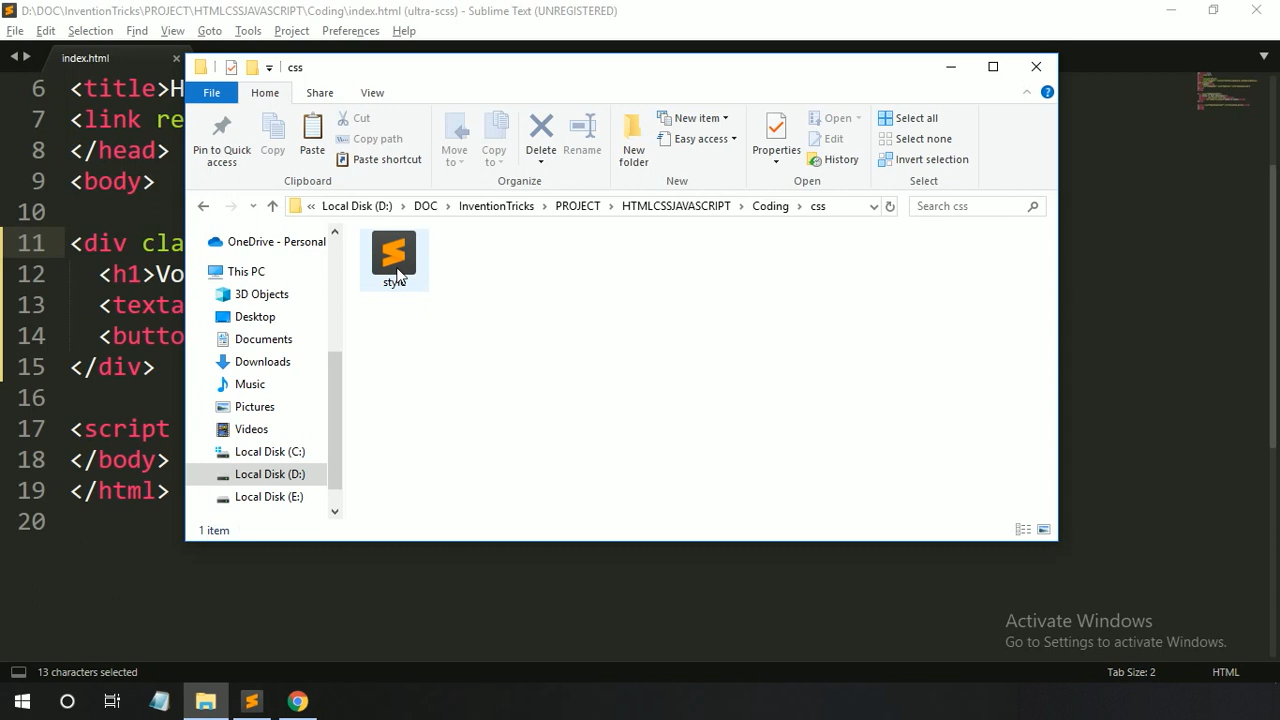 D:\DOC\InventionTricks\PROJECT\HTMLCSSJAVASCRIPT\Coding\index.html (ultra-scss) - Sublime Text (UNREGISTERED)
File Edit Selection Find View Goto Tools Project Preferences Help
index.html
6 <title>H
7 <link re
8 </head>
9 <body>
10
11 <div cla
12 <h1>Vo
13 <texta
14 <butto
15 </div>
16
17 <script
18 </body>
19 </html>
20
css
File Home Share View
Pin to Quick access
Copy
Paste
Cut
Copy path
Paste shortcut
Clipboard
Move to
Copy to
Delete
Rename
Organize
New folder
New item
Easy access
New
Properties
Open
Edit
History
Open
Select all
Select none
Invert selection
Select
« Local Disk (D:) > DOC > InventionTricks > PROJECT > HTMLCSSJAVASCRIPT > Coding > css
Search css
OneDrive - Personal
This PC
3D Objects
Desktop
Documents
Downloads
Music
Pictures
Videos
Local Disk (C:)
Local Disk (D:)
Local Disk (E:)
style
1 item
Activate Windows
Go to Settings to activate Windows.
13 characters selected
Tab Size: 2
HTML